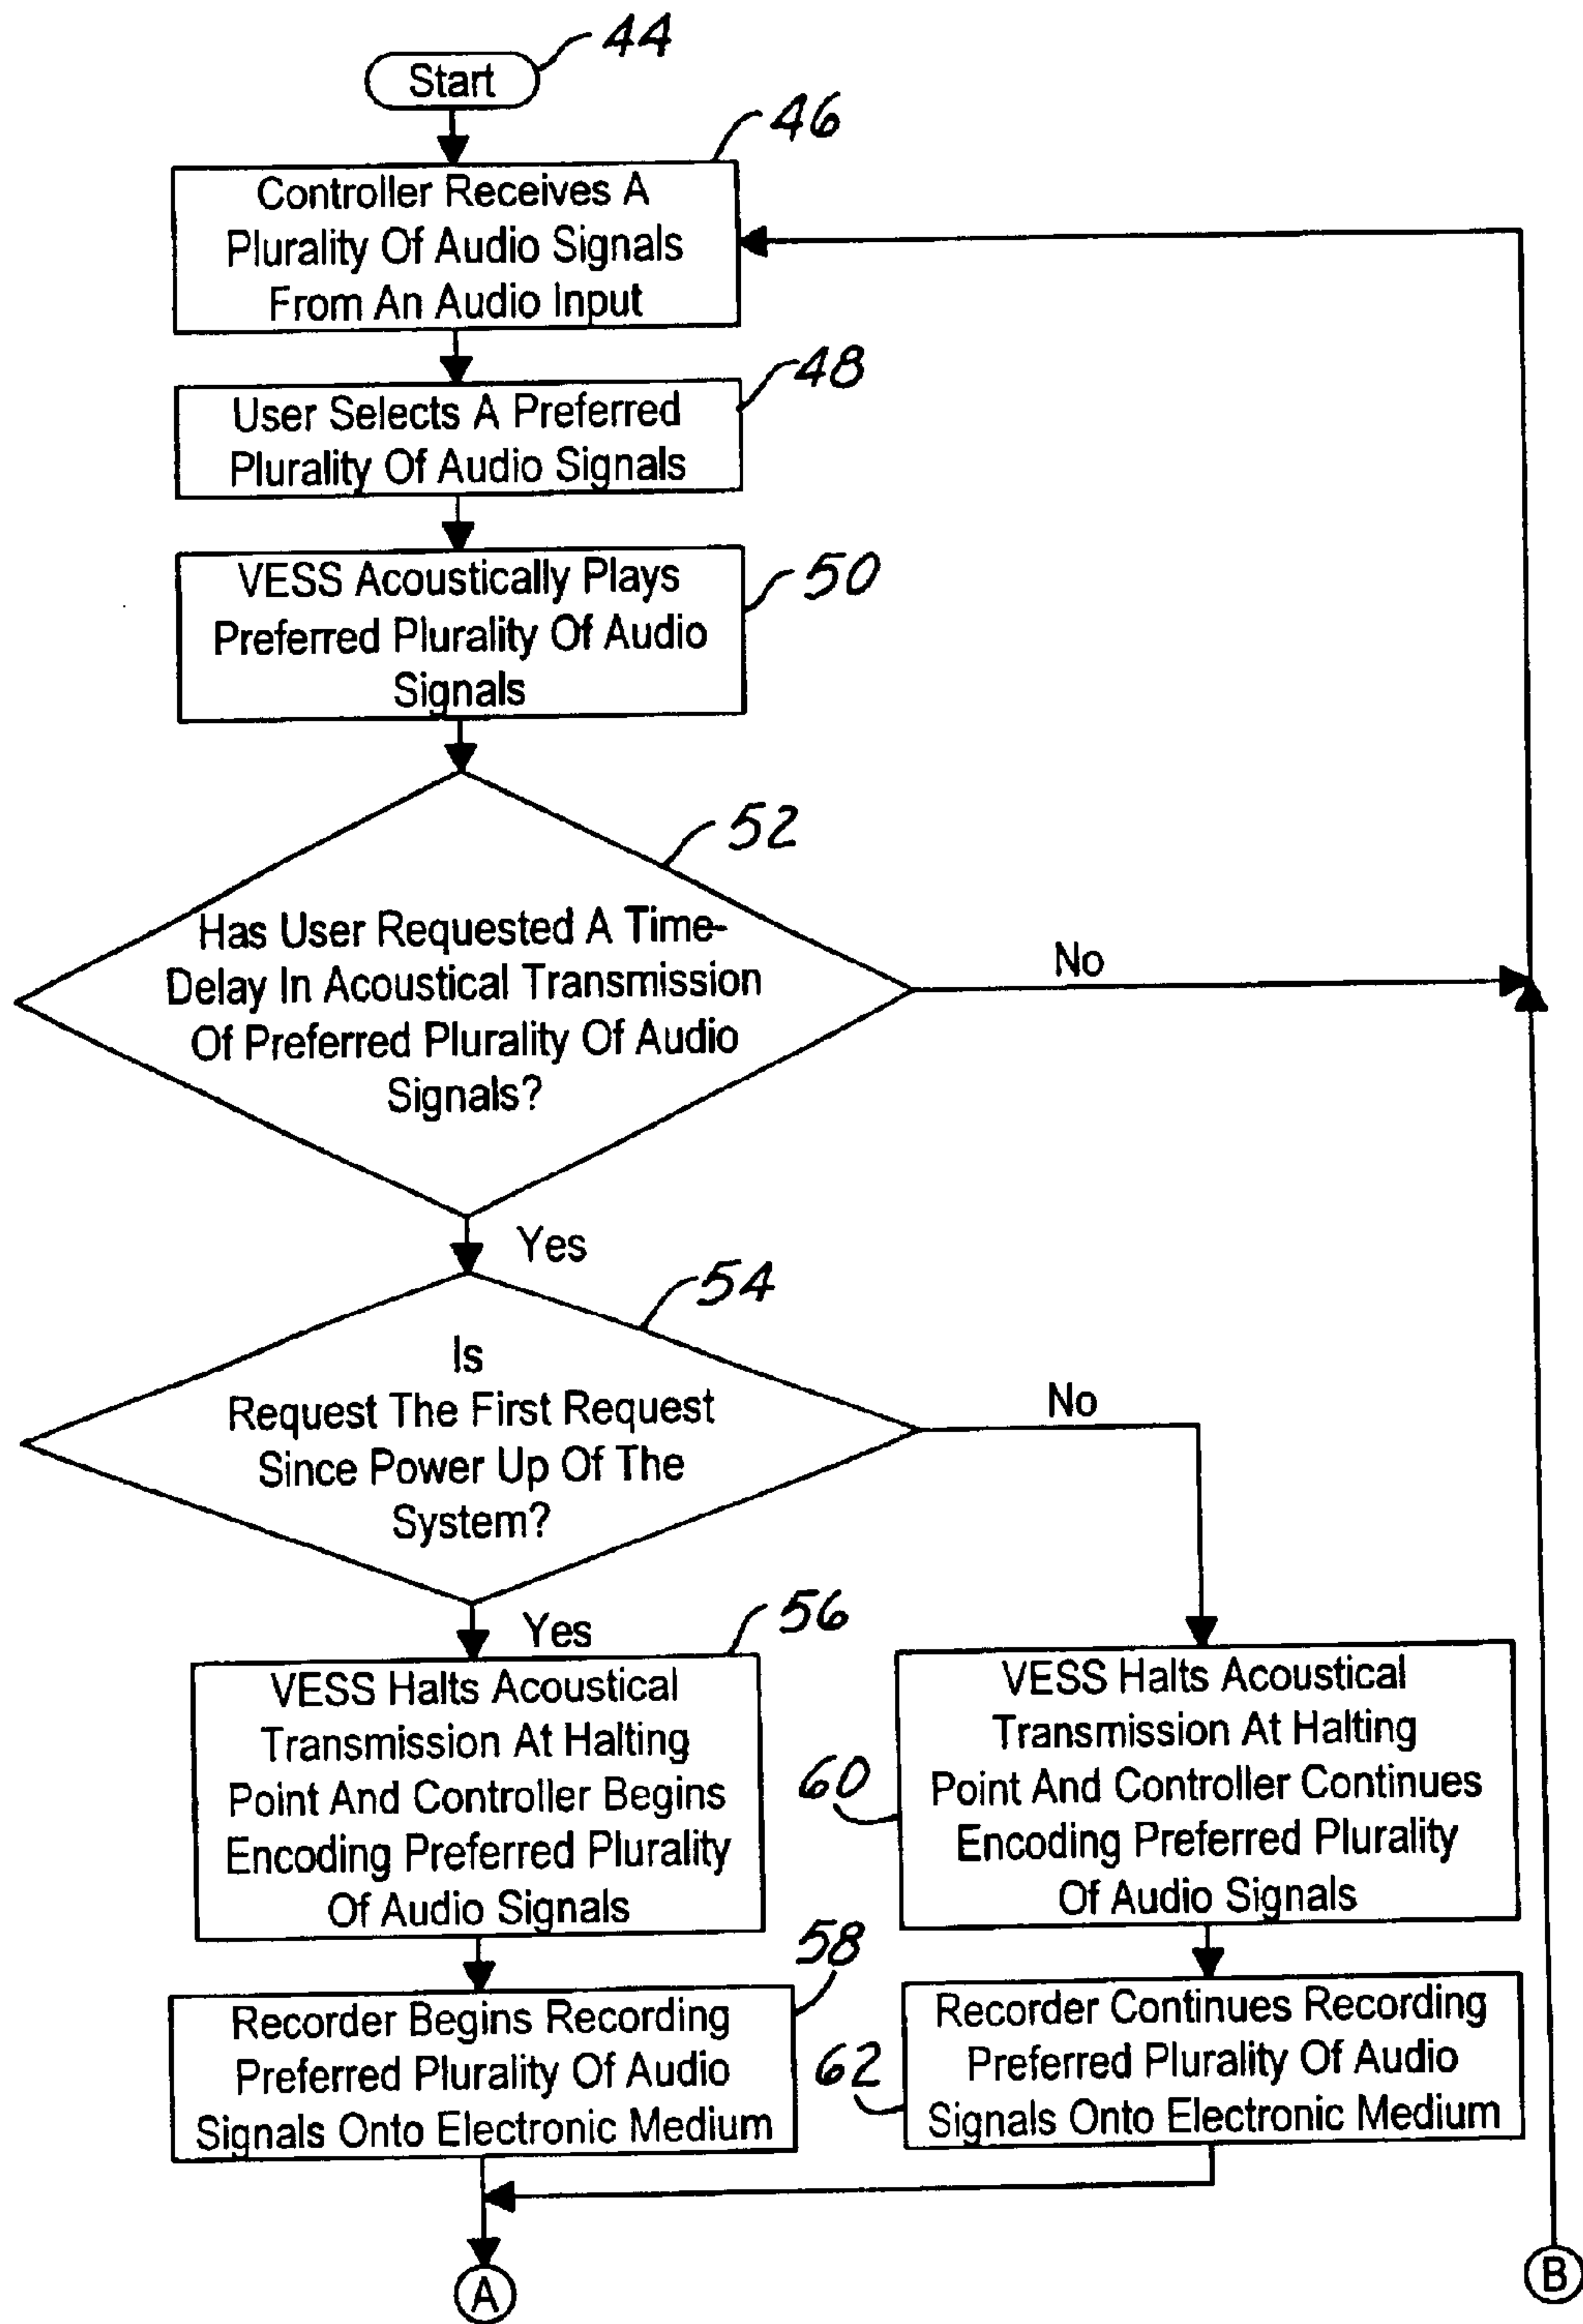 44
Start
46
Controller Receives A
Plurality Of Audio Signals
From An Audio Input
48
User Selects A Preferred
Plurality Of Audio Signals
50
VESS Acoustically Plays
Preferred Plurality Of Audio
Signals
52
Has User Requested A Time-
Delay In Acoustical Transmission
Of Preferred Plurality Of Audio
Signals?
No
Yes
54
Is
Request The First Request
Since Power Up Of The
System?
No
Yes
56
VESS Halts Acoustical
Transmission At Halting
Point And Controller Begins
Encoding Preferred Plurality
Of Audio Signals
60
VESS Halts Acoustical
Transmission At Halting
Point And Controller Continues
Encoding Preferred Plurality
Of Audio Signals
58
Recorder Begins Recording
Preferred Plurality Of Audio
Signals Onto Electronic Medium
62
Recorder Continues Recording
Preferred Plurality Of Audio
Signals Onto Electronic Medium
A
B